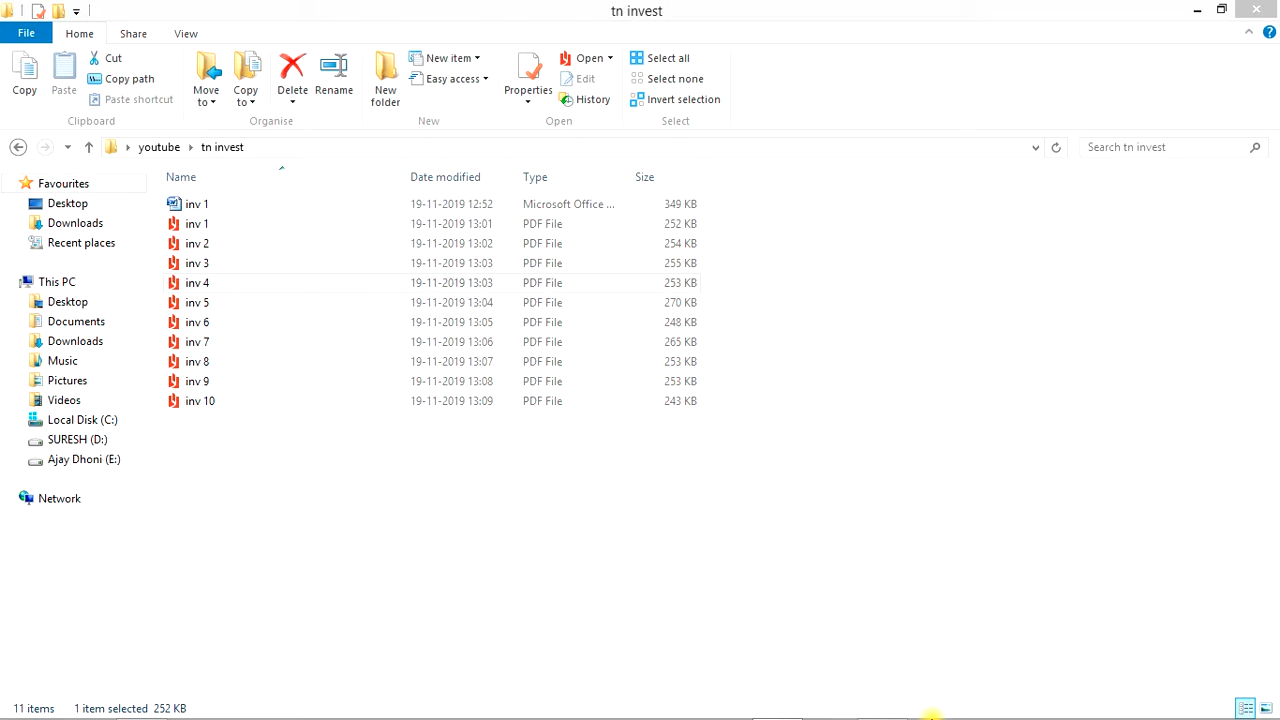 tn invest
File Home Share View
Copy Paste Cut Copy path Paste shortcut
Move to Copy to Delete Rename
New folder New item Easy access
Properties Open Edit History
Select all Select none Invert selection
Clipboard Organise New Open Select
youtube tn invest Search tn invest
Name Date modified Type Size
inv 1 19-11-2019 12:52 Microsoft Office ... 349 KB
inv 1 19-11-2019 13:01 PDF File 252 KB
inv 2 19-11-2019 13:02 PDF File 254 KB
inv 3 19-11-2019 13:03 PDF File 255 KB
inv 4 19-11-2019 13:03 PDF File 253 KB
inv 5 19-11-2019 13:04 PDF File 270 KB
inv 6 19-11-2019 13:05 PDF File 248 KB
inv 7 19-11-2019 13:06 PDF File 265 KB
inv 8 19-11-2019 13:07 PDF File 253 KB
inv 9 19-11-2019 13:08 PDF File 253 KB
inv 10 19-11-2019 13:09 PDF File 243 KB
Favourites
Desktop
Downloads
Recent places
This PC
Desktop
Documents
Downloads
Music
Pictures
Videos
Local Disk (C:)
SURESH (D:)
Ajay Dhoni (E:)
Network
11 items 1 item selected 252 KB